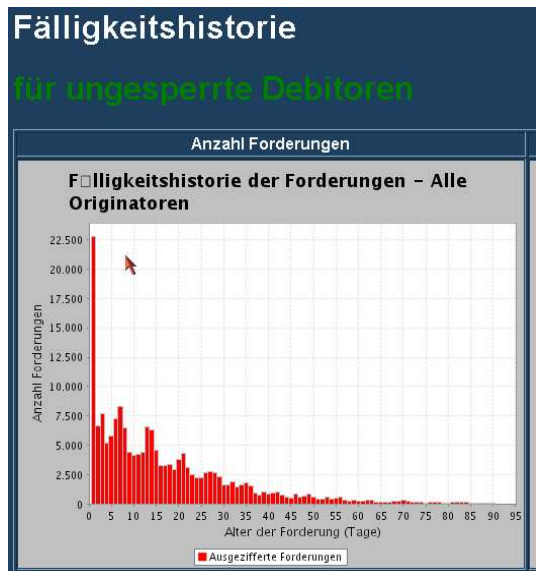 Fälligkeitshistorie
für ungesperrte Debitoren
Anzahl Forderungen
F□lligkeitshistorie der Forderungen – Alle
Originatoren
Anzahl Forderungen
22.500
20.000
17.500
15.000
12.500
10.000
7.500
5.000
2.500
0
0 5 10 15 20 25 30 35 40 45 50 55 60 65 70 75 80 85 90 95
Alter der Forderung (Tage)
Ausgezifferte Forderungen